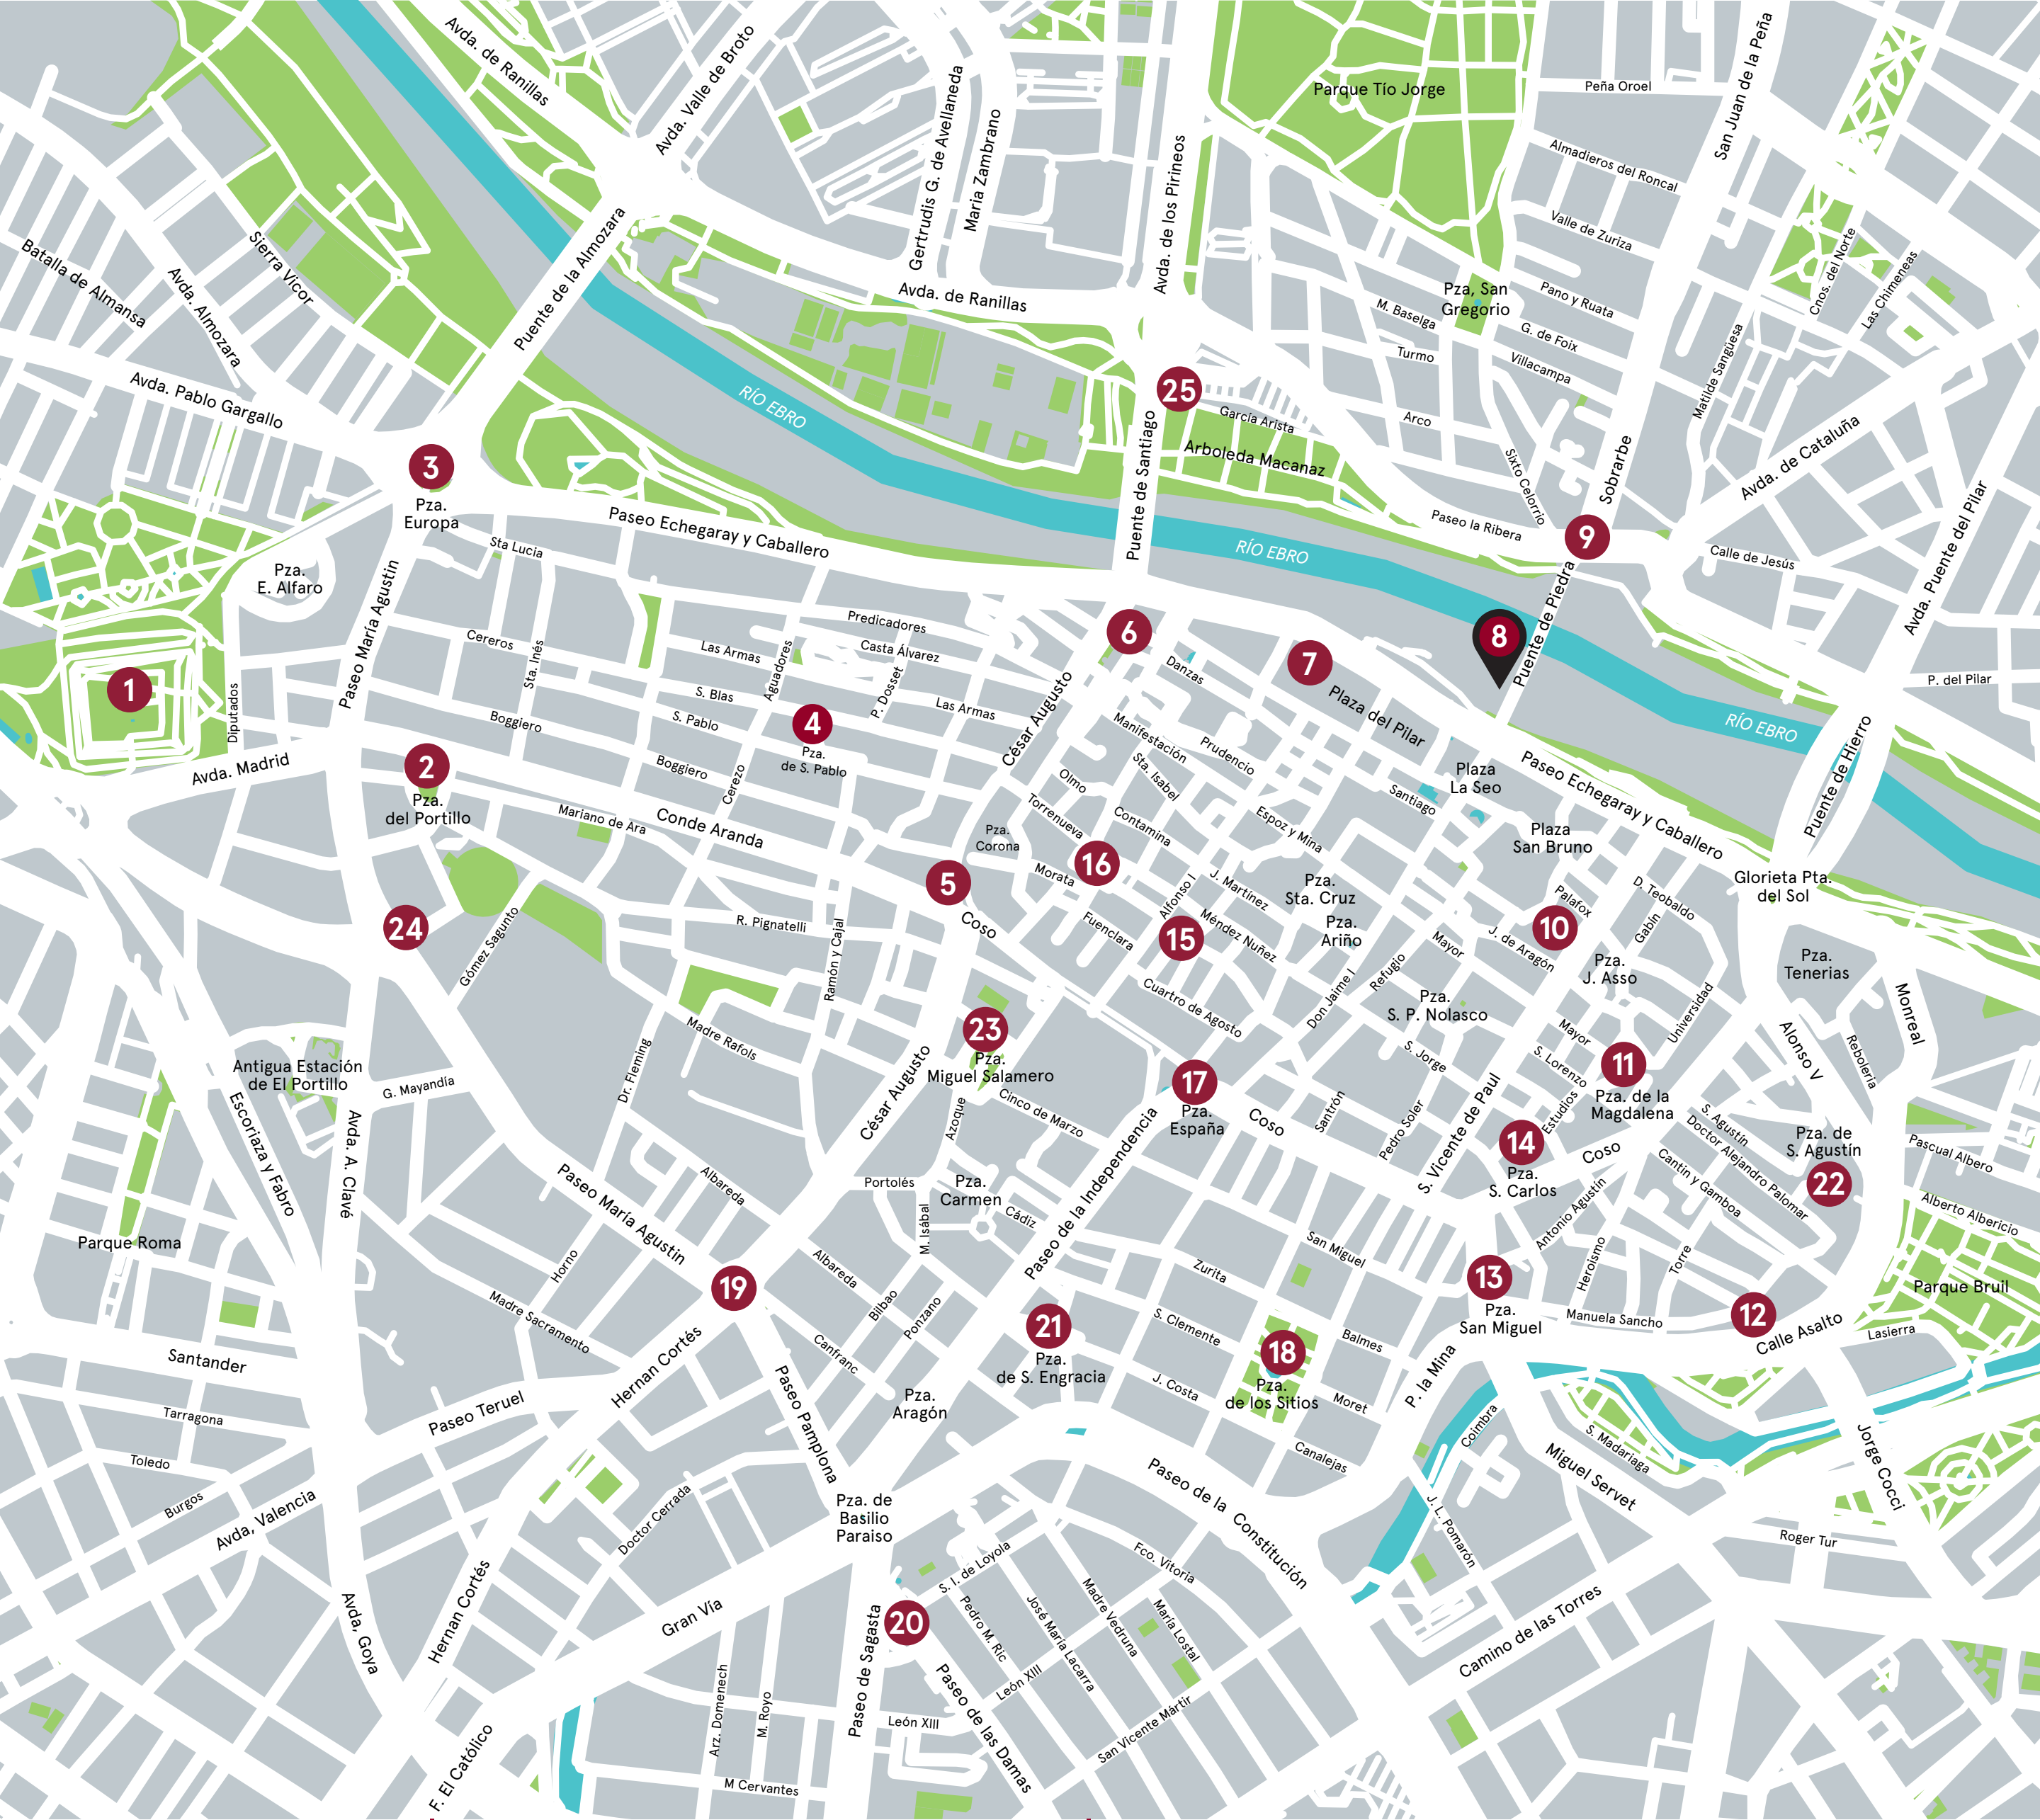 Avda. de Ranillas
Avda. Valle de Broto
Gertrudis G. de Avellaneda
Maria Zambrano
Avda. de los Pirineos
Parque Tío Jorge
Peña Oroel
San Juan de la Peña
Almadieros del Roncal
Valle de Zuriza
Cnos. del Norte
Las Chimeneas
Batalla de Almansa
Avda. Almozara
Sierra Vicor
Puente de la Almozara
Avda. de Ranillas
Pza, San
Gregorio
Pano y Ruata
M. Baselga
G. de Foix
Turmo
Villacampa
Matilde Sangüesa
Avda. Pablo Gargallo
RÍO EBRO
25
García Arista
Arco
Arboleda Macanaz
Puente de Santiago
Sixto Celorrio
Sobrarbe
Avda. de Cataluña
3
Pza.
Europa
Paseo Echegaray y Caballero
Paseo la Ribera
9
RÍO EBRO
Calle de Jesús
Avda. Puente del Pilar
Sta Lucia
Pza.
E. Alfaro
Paseo María Agustin
Predicadores
Casta Álvarez
Cereros
Sta. Inés
Las Armas
Aguadores
6
7
8
Puente de Piedra
Danzas
P. del Pilar
1
Diputados
S. Blas
P. Dosset
Las Armas
César Augusto
Plaza del Pilar
RÍO EBRO
Boggiero
S. Pablo
4
Pza.
de S. Pablo
Manifestación
Prudencio
Puente de Hierro
Avda. Madrid
2
Pza.
del Portillo
Boggiero
Cerezo
Olmo
Sta. Isabel
Plaza
La Seo
Paseo Echegaray y Caballero
Santiago
Mariano de Ara
Conde Aranda
Torrenueva
Contamina
Espoz y Mina
Pza.
Corona
Plaza
San Bruno
16
5
Morata
Alfonso I
J. Martinez
Pza.
Sta. Cruz
Glorieta Pta.
del Sol
Palafox
D. Teobaldo
24
Gómez Sagunto
R. Pignatelli
Ramón y Cajal
Coso
Fuenclara
15
Méndez Nuñez
Pza.
Ariño
Mayor
10
J. de Aragón
Gabín
Pza.
J. Asso
Pza.
Tenerias
Refugio
Don Jaime I
Cuartro de Agosto
Pza.
S. P. Nolasco
Universidad
Monreal
23
Pza.
Miguel Salamero
Madre Rafols
Mayor
Alonso V
Rebolería
Antigua Estación
de El Portillo
G. Mayandía
Dr. Fleming
César Augusto
Azoque
Cinco de Marzo
17
Pza.
España
S. Jorge
S. Lorenzo
11
Pza. de la
Magdalena
Coso
Santrón
Pedro Soler
S. Vicente de Paul
Estudios
S. Agustín
Doctor Alejandro Palomar
Pza. de
S. Agustín
22
Pascual Albero
Escoriaza y Fabro
Avda. A. Clavé
Paseo María Agustin
Albareda
Portolés
Pza.
Carmen
M. Isábal
Cádiz
Paseo de la Independencia
14
Pza.
S. Carlos
Coso
Cantín y Gamboa
Antonio Agustín
Alberto Albericio
Parque Roma
Horno
Albareda
San Miguel
Zurita
Heroismo
Torre
Parque Bruil
19
13
Pza.
San Miguel
Madre Sacramento
Bilbao
Ponzano
21
Pza.
de S. Engracia
S. Clemente
18
Pza.
de los Sitios
Balmes
Manuela Sancho
12
Calle Asalto
Lasierra
Santander
Hernan Cortés
Canfranc
Paseo Pamplona
Pza.
Aragón
J. Costa
Moret
P. la Mina
Tarragona
Paseo Teruel
Toledo
Canalejas
Coimbra
S. Madariaga
Jorge Cocci
Burgos
Avda, Valencia
Doctor Cerrada
Pza. de
Basilio
Paraiso
Paseo de la Constitución
J. L. Pomarón
Miguel Servet
Roger Tur
Avda, Goya
Hernan Cortés
Gran Vía
S. I. de Loyola
Fco. Vitoria
20
Pedro M. Ric
José María Lacarra
Madre Vedruna
María Lostal
Camino de las Torres
Paseo de Sagasta
Paseo de las Damas
León XIII
León XIII
San Vicente Mártir
Arz. Domenech
M. Royo
M Cervantes
F. El Católico